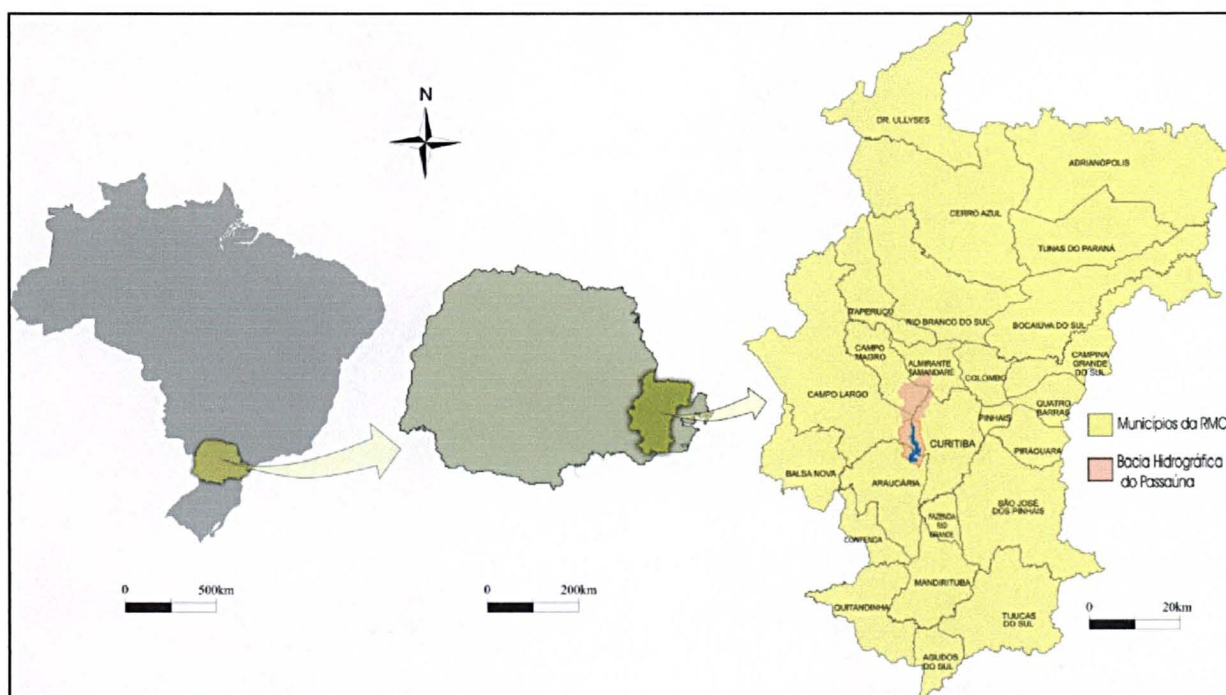 N
DR. ULLYSES
ADRIANÓPOLIS
CERRO AZUL
TUNAS DO PARANÁ
ITAPERUÇU
RIO BRANCO DO SUL
BOCAIUVA DO SUL
CAMPO
MAGRO
ALMIRANTE
TAMANDARÉ
COLOMBO
CAMPINA
GRANDE
DO SUL
CAMPO LARGO
QUATRO
BARRAS
PINHAIS
CURITIBA
PIRAQUARA
BALSA NOVA
ARAUCÁRIA
SÃO JOSÉ
DOS PINHAIS
FAZENDA
RIO
GRANDE
CONTENDA
MANDIRITUBA
QUITANDINHA
TIJUCAS
DO SUL
AGUDOS
DO SUL
Municípios da RMC
Bacia Hidrográfica
do Passaúna
0 500km
0 200km
0 20km